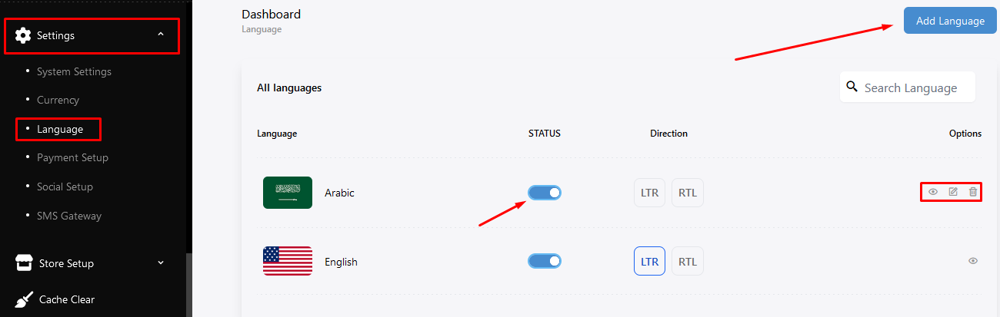 Settings
System Settings
Currency
Language
Payment Setup
Social Setup
SMS Gateway
Store Setup
Cache Clear
Dashboard
Language
Add Language
All languages
Search Language
Language STATUS Direction Options
Arabic LTR RTL
English LTR RTL